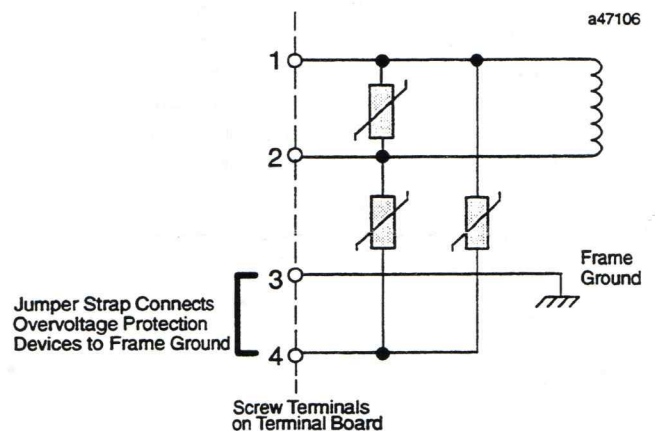 a47106
1
2
3
Frame
Ground
Jumper Strap Connects
Overvoltage Protection
Devices to Frame Ground
4
Screw Terminals
on Terminal Board